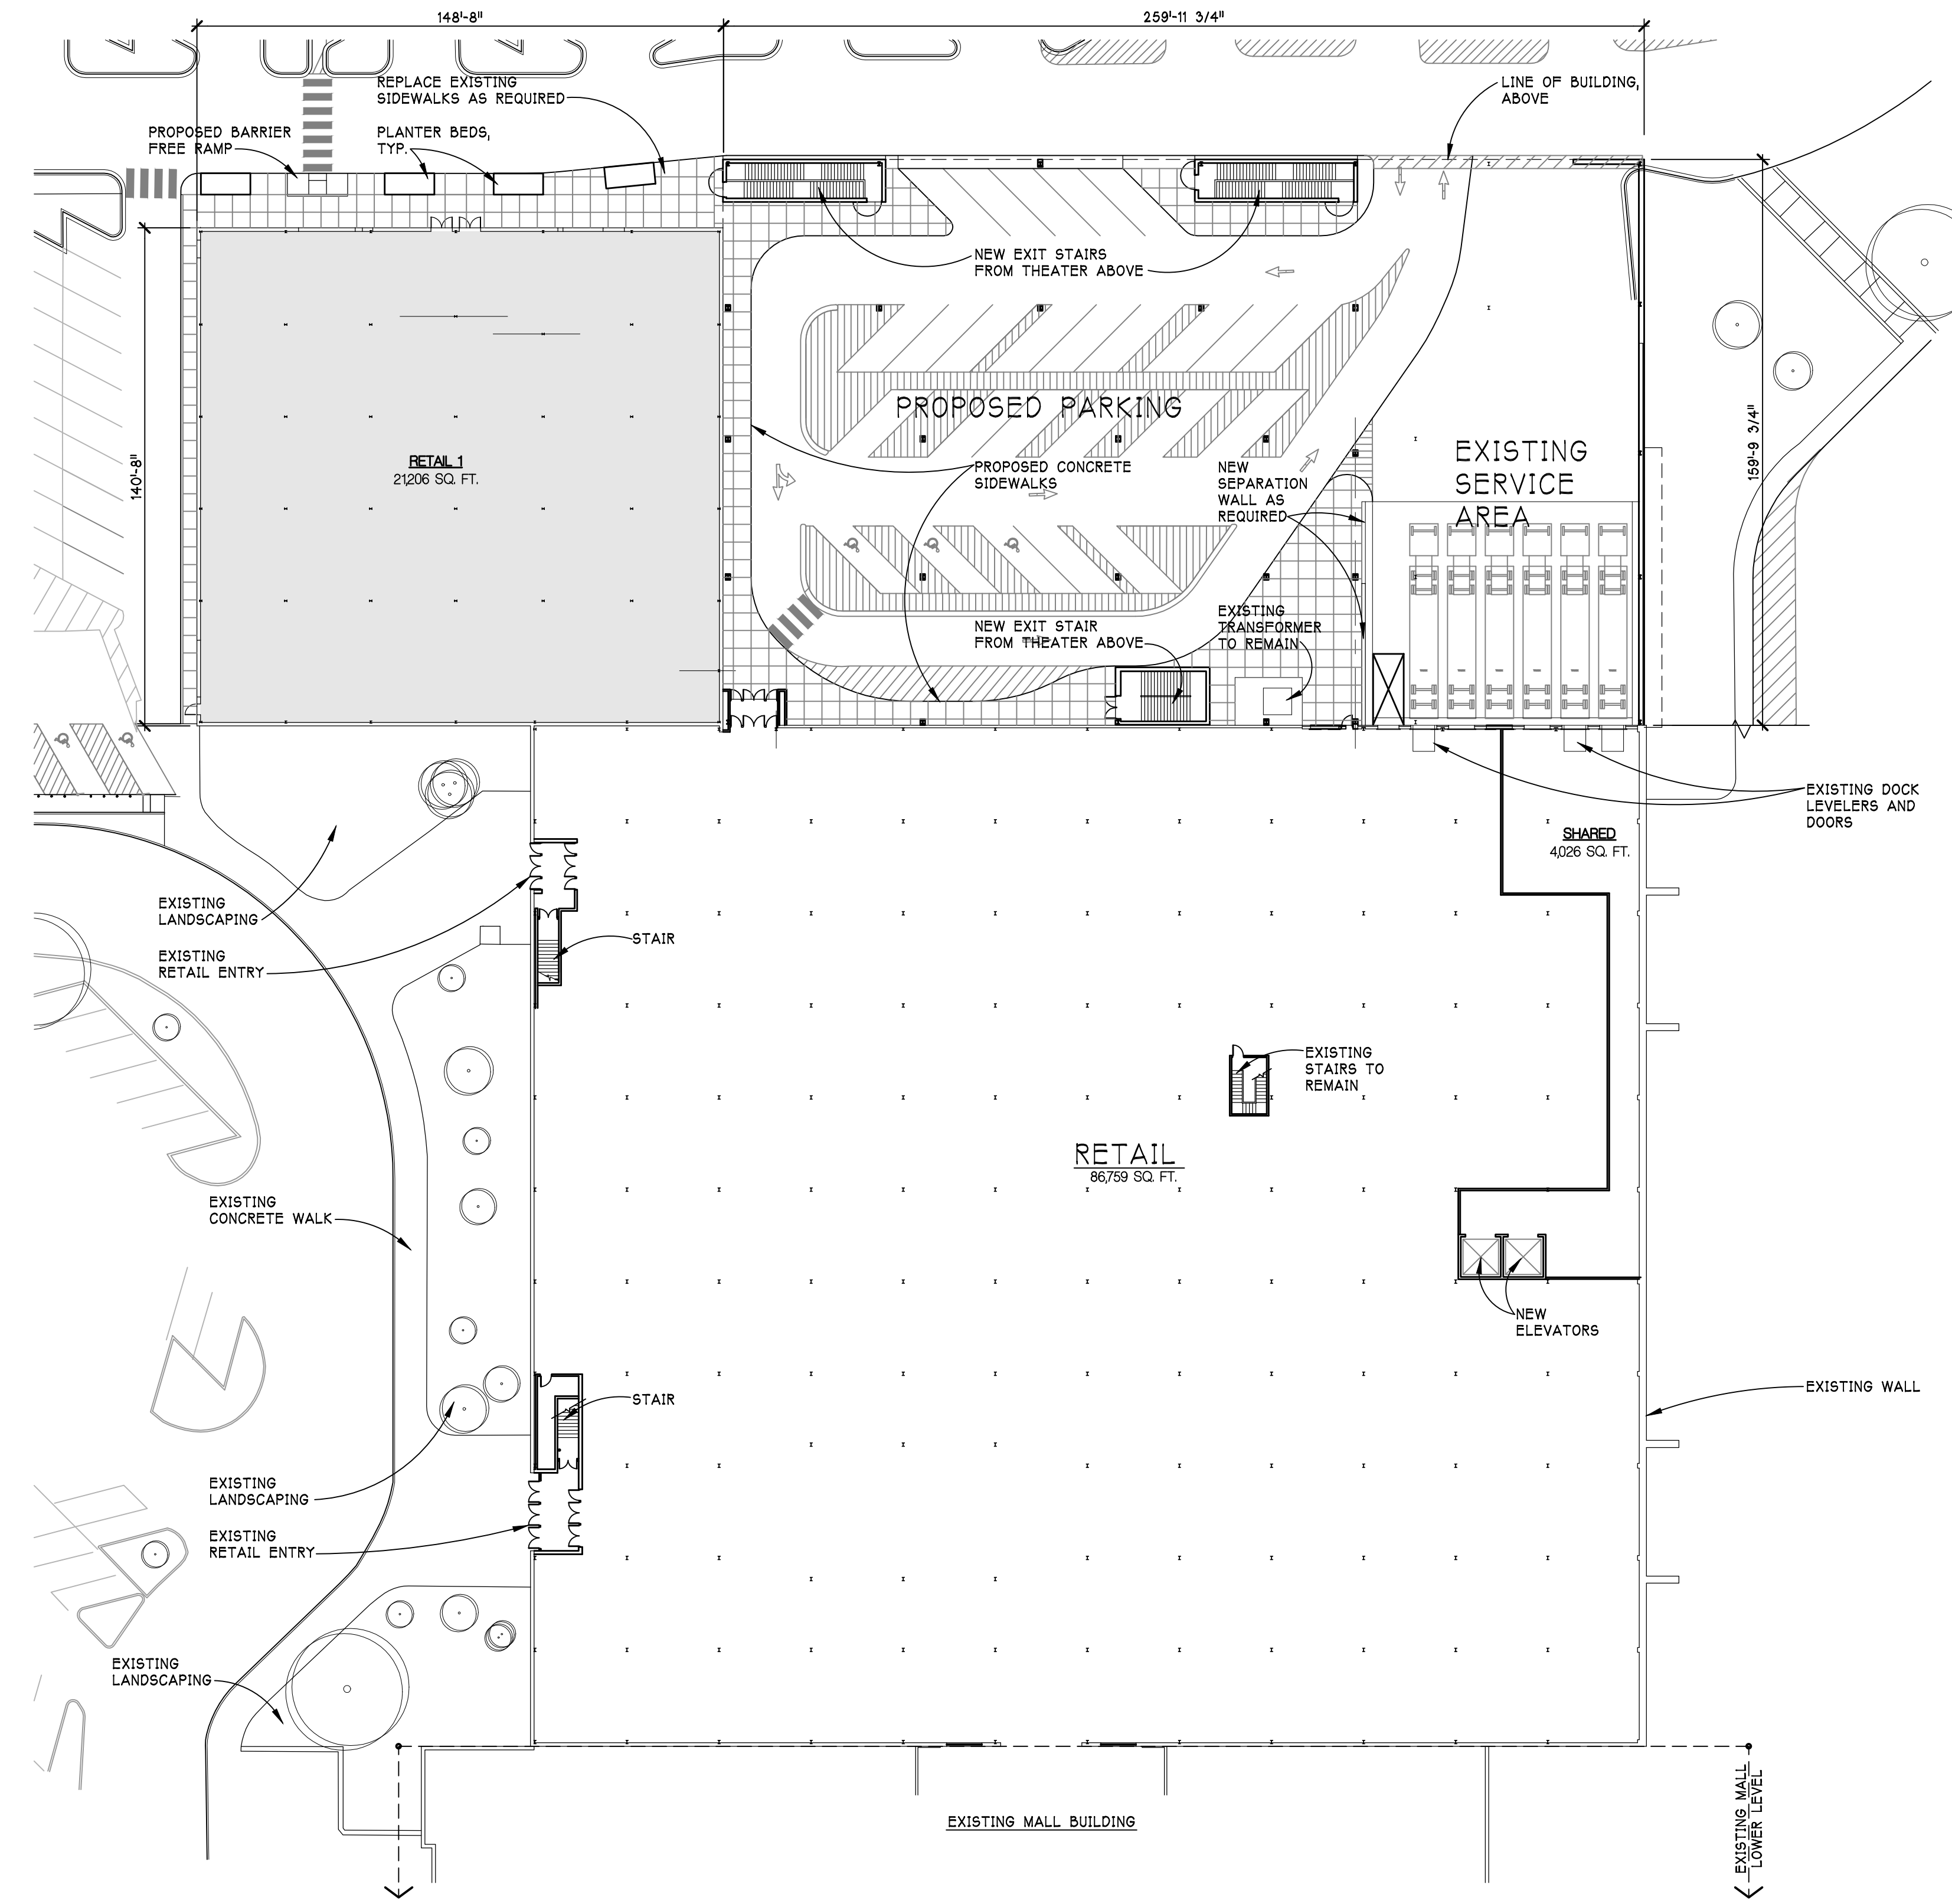 148'-8"
259'-11 3/4"
REPLACE EXISTING
SIDEWALKS AS REQUIRED
LINE OF BUILDING,
ABOVE
PROPOSED BARRIER
FREE RAMP
PLANTER BEDS,
TYP.
NEW EXIT STAIRS
FROM THEATER ABOVE
PROPOSED PARKING
140'-8"
RETAIL 1
21,206 SQ. FT.
PROPOSED CONCRETE
SIDEWALKS
NEW
SEPARATION
WALL AS
REQUIRED
EXISTING
SERVICE
AREA
159'-9 3/4"
NEW EXIT STAIR
FROM THEATER ABOVE
EXISTING
TRANSFORMER
TO REMAIN
EXISTING DOCK
LEVELERS AND
DOORS
SHARED
4,026 SQ. FT.
EXISTING
LANDSCAPING
EXISTING
RETAIL ENTRY
STAIR
EXISTING
STAIRS TO
REMAIN
RETAIL
86,759 SQ. FT.
EXISTING
CONCRETE WALK
NEW
ELEVATORS
STAIR
EXISTING WALL
EXISTING
LANDSCAPING
EXISTING
RETAIL ENTRY
EXISTING
LANDSCAPING
EXISTING MALL BUILDING
EXISTING MALL
LOWER LEVEL